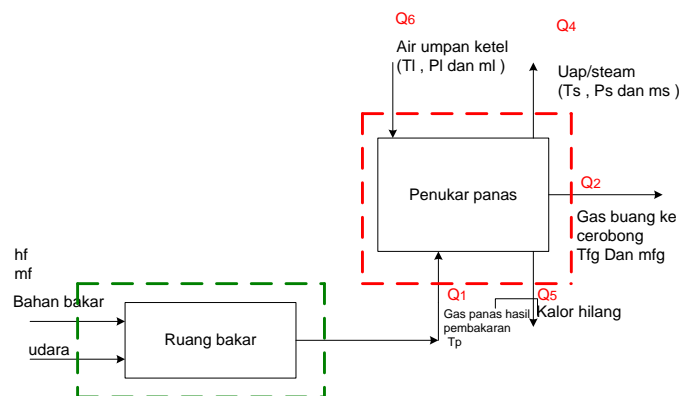 Q6
Air umpan ketel
(Tl , Pl dan ml )
Q4
Uap/steam
(Ts , Ps dan ms )
Penukar panas
Q2
Gas buang ke
cerobong
Tfg Dan mfg
hf
mf
Bahan bakar
udara
Ruang bakar
Q1
Gas panas hasil
pembakaran
Tp
Q5
Kalor hilang